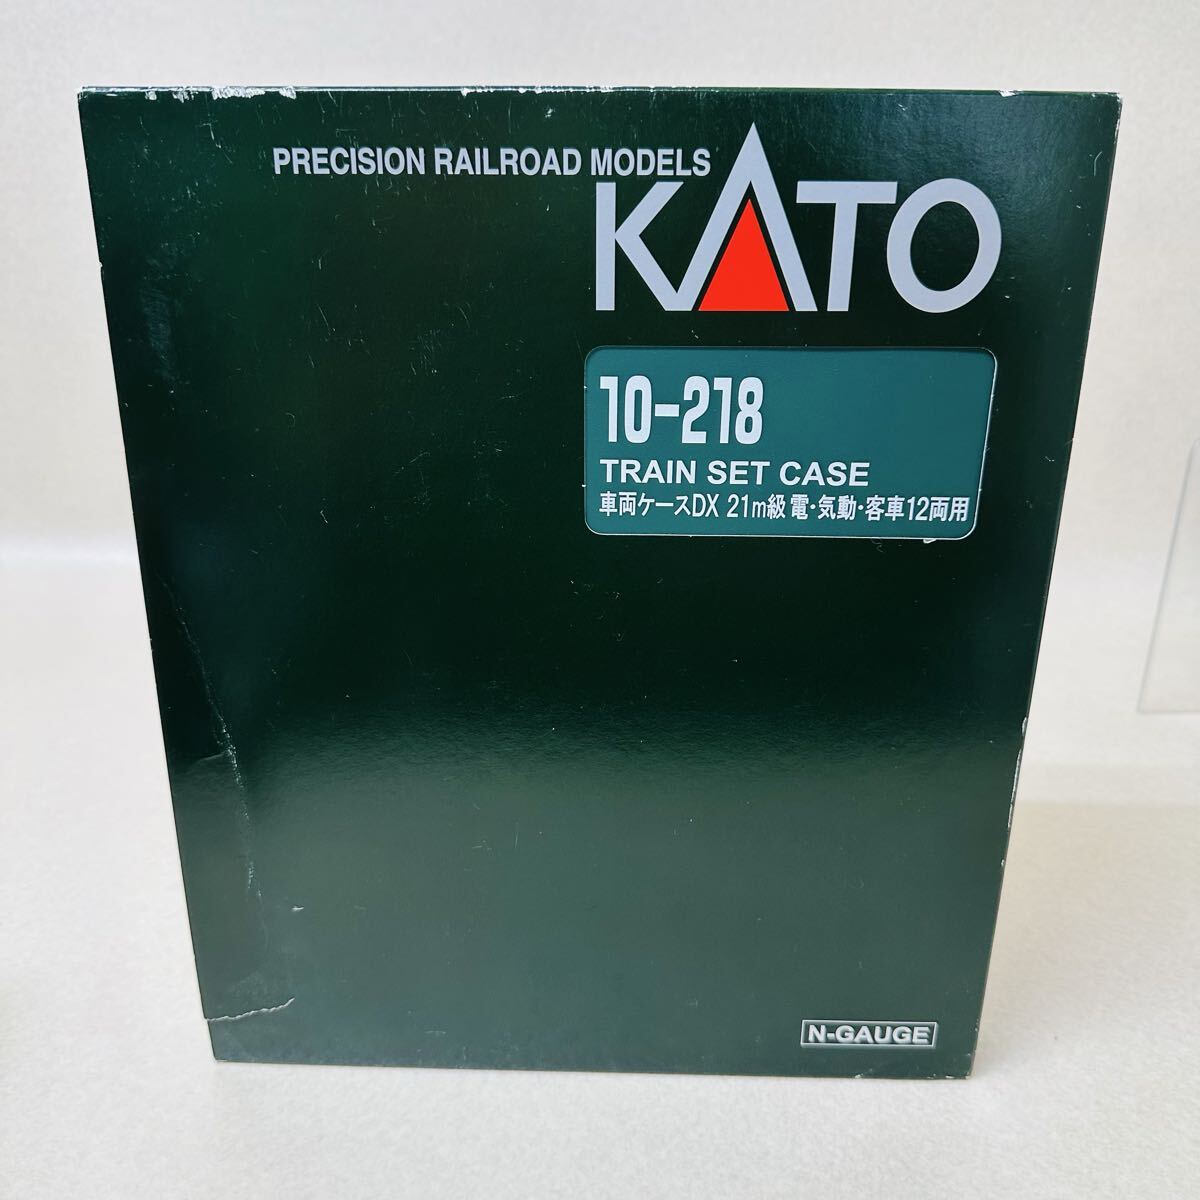 PRECISION RAILROAD MODELS
KATO
10-218
TRAIN SET CASE
車両ケースDX 21m級 電・気動・客車12両用
N-GAUGE